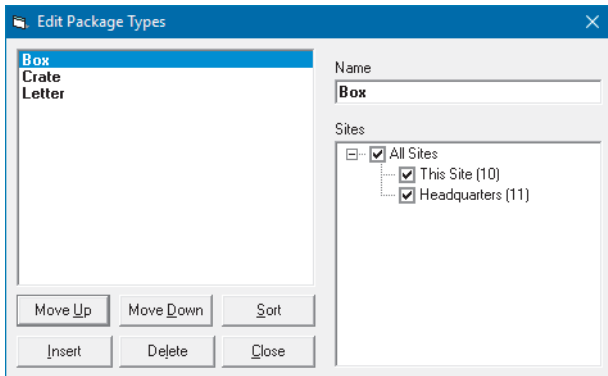 Edit Package Types
Box
Crate
Letter
Name
Box
Sites
All Sites
This Site (10)
Headquarters (11)
Move Up
Move Down
Sort
Insert
Delete
Close